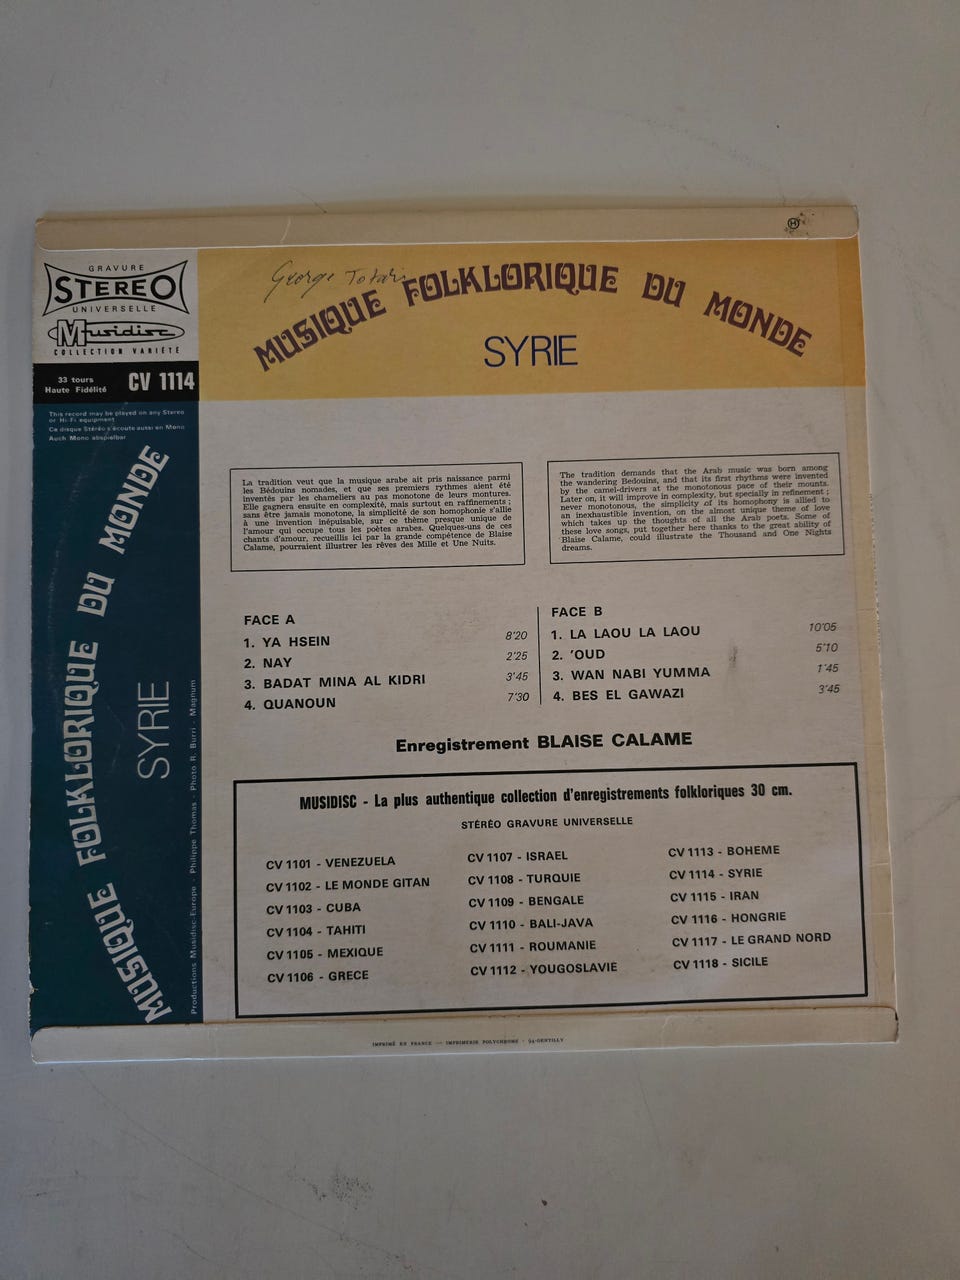 H
GRAVURE
STEREO
UNIVERSELLE
Musidisc
COLLECTION VARIÉTÉ
33 tours
Haute Fidélité
CV 1114
This record may be played on any Stereo
or Hi-Fi equipment
Ce disque Stéréo s'écoute aussi en Mono
Auch Mono abspielbar
MUSIQUE FOLKLORIQUE DU MONDE
SYRIE
Productions Musidisc-Europe - Philippe Thomas - Photo R. Burri - Magnum
George
MUSIQUE FOLKLORIQUE DU MONDE
SYRIE
La tradition veut que la musique arabe ait pris naissance parmi
les Bédouins nomades, et que ses premiers rythmes aient été
inventés par les chameliers au pas monotone de leurs montures.
Elle gagnera ensuite en complexité, mais surtout en raffinements ;
sans être jamais monotone, la simplicité de son homophonie s'allie
à une invention inépuisable, sur ce thème presque unique de
l'amour qui occupe tous les poètes arabes. Quelques-uns de ces
chants d'amour, recueillis ici par la grande compétence de Blaise
Calame, pourraient illustrer les rêves des Mille et Une Nuits.
The tradition demands that the Arab music was born among
the wandering Bedouins, and that its first rhythms were invented
by the camel-drivers at the monotonous pace of their mounts.
Later on, it will improve in complexity, but specially in refinement ;
never monotonous, the simplicity of its homophony is allied to
an inexhaustible invention, on the almost unique theme of love
which takes up the thoughts of all the Arab poets. Some of
these love songs, put together here thanks to the great ability of
Blaise Calame, could illustrate the Thousand and One Nights
dreams.
FACE A
1. YA HSEIN 8'20
2. NAY 2'25
3. BADAT MINA AL KIDRI 3'45
4. QUANOUN 7'30
FACE B
1. LA LAOU LA LAOU 10'05
2. 'OUD 5'10
3. WAN NABI YUMMA 1'45
4. BES EL GAWAZI 3'45
Enregistrement BLAISE CALAME
MUSIDISC - La plus authentique collection d'enregistrements folkloriques 30 cm.
STÉRÉO GRAVURE UNIVERSELLE
CV 1101 - VENEZUELA
CV 1102 - LE MONDE GITAN
CV 1103 - CUBA
CV 1104 - TAHITI
CV 1105 - MEXIQUE
CV 1106 - GRECE
CV 1107 - ISRAEL
CV 1108 - TURQUIE
CV 1109 - BENGALE
CV 1110 - BALI-JAVA
CV 1111 - ROUMANIE
CV 1112 - YOUGOSLAVIE
CV 1113 - BOHEME
CV 1114 - SYRIE
CV 1115 - IRAN
CV 1116 - HONGRIE
CV 1117 - LE GRAND NORD
CV 1118 - SICILE
IMPRIMÉ EN FRANCE — IMPRIMERIE POLYCHROME - 94-GENTILLY